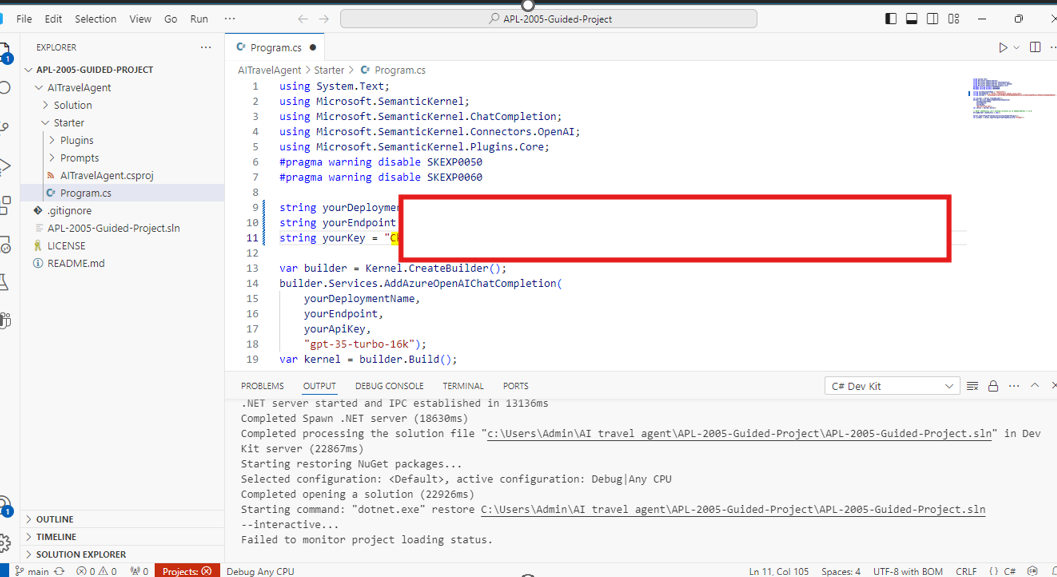 File Edit Selection View Go Run ··· APL-2005-Guided-Project
EXPLORER ···
APL-2005-GUIDED-PROJECT
AITravelAgent
Solution
Starter
Plugins
Prompts
AITravelAgent.csproj
Program.cs
.gitignore
APL-2005-Guided-Project.sln
LICENSE
README.md
OUTLINE
TIMELINE
SOLUTION EXPLORER
Program.cs
AITravelAgent > Starter > Program.cs
1 using System.Text;
2 using Microsoft.SemanticKernel;
3 using Microsoft.SemanticKernel.ChatCompletion;
4 using Microsoft.SemanticKernel.Connectors.OpenAI;
5 using Microsoft.SemanticKernel.Plugins.Core;
6 #pragma warning disable SKEXP0050
7 #pragma warning disable SKEXP0060
8
9 string
10 string yourEndpoint
11 string yourKey = "
12
13 var builder = Kernel.CreateBuilder();
14 builder.Services.AddAzureOpenAIChatCompletion(
15 yourDeploymentName,
16 yourEndpoint,
17 yourApiKey,
18 "gpt-35-turbo-16k");
19 var kernel = builder.Build();
PROBLEMS OUTPUT DEBUG CONSOLE TERMINAL PORTS C# Dev Kit
.NET server started and IPC established in 13136ms
Completed Spawn .NET server (18630ms)
Completed processing the solution file "c:\Users\Admin\AI travel agent\APL-2005-Guided-Project\APL-2005-Guided-Project.sln" in Dev
Kit server (22867ms)
Starting restoring NuGet packages...
Selected configuration: <Default>, active configuration: Debug|Any CPU
Completed opening a solution (22926ms)
Starting command: "dotnet.exe" restore C:\Users\Admin\AI travel agent\APL-2005-Guided-Project\APL-2005-Guided-Project.sln
--interactive...
Failed to monitor project loading status.
main 0 0 0 Projects: Debug Any CPU Ln 11, Col 105 Spaces: 4 UTF-8 with BOM CRLF {} C#